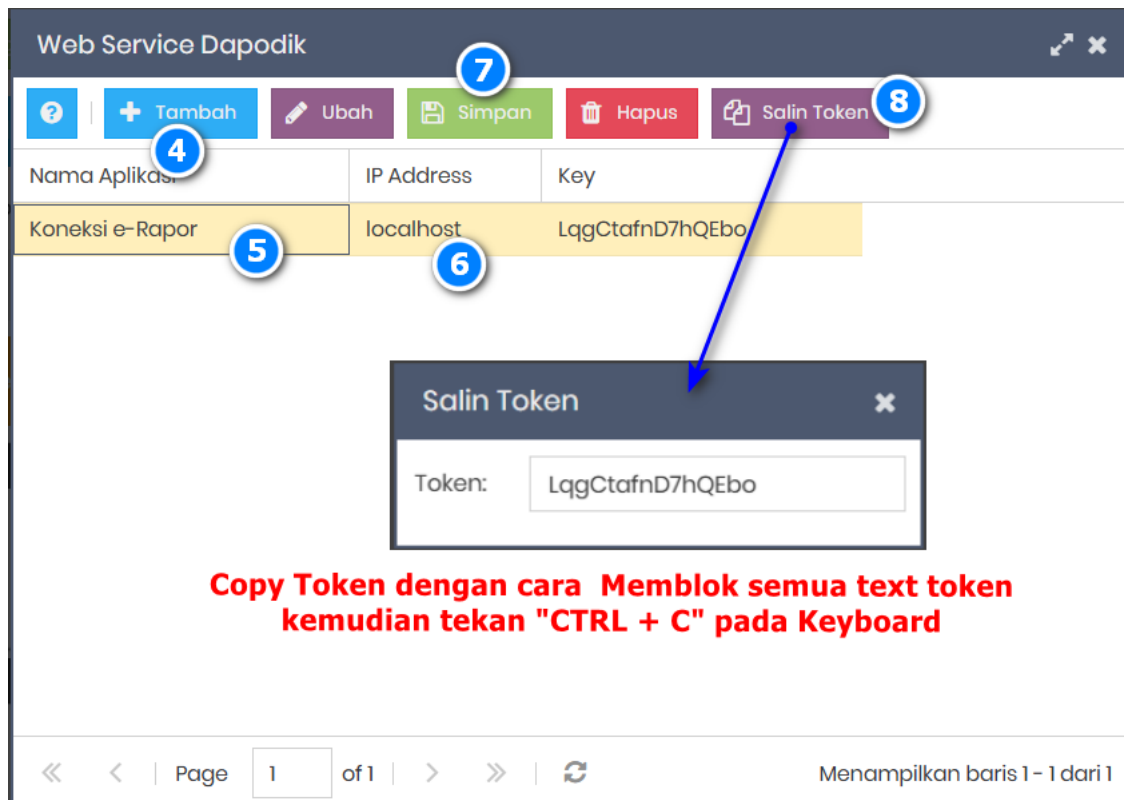 Web Service Dapodik
7
Tambah Ubah Simpan Hapus Salin Token 8
4
Nama Aplikasi IP Address Key
Koneksi e-Rapor localhost LqgCtafnD7hQEbo
5 6
Salin Token
Token: LqgCtafnD7hQEbo
Copy Token dengan cara Memblok semua text token
kemudian tekan "CTRL + C" pada Keyboard
Page 1 of 1 Menampilkan baris 1 - 1 dari 1